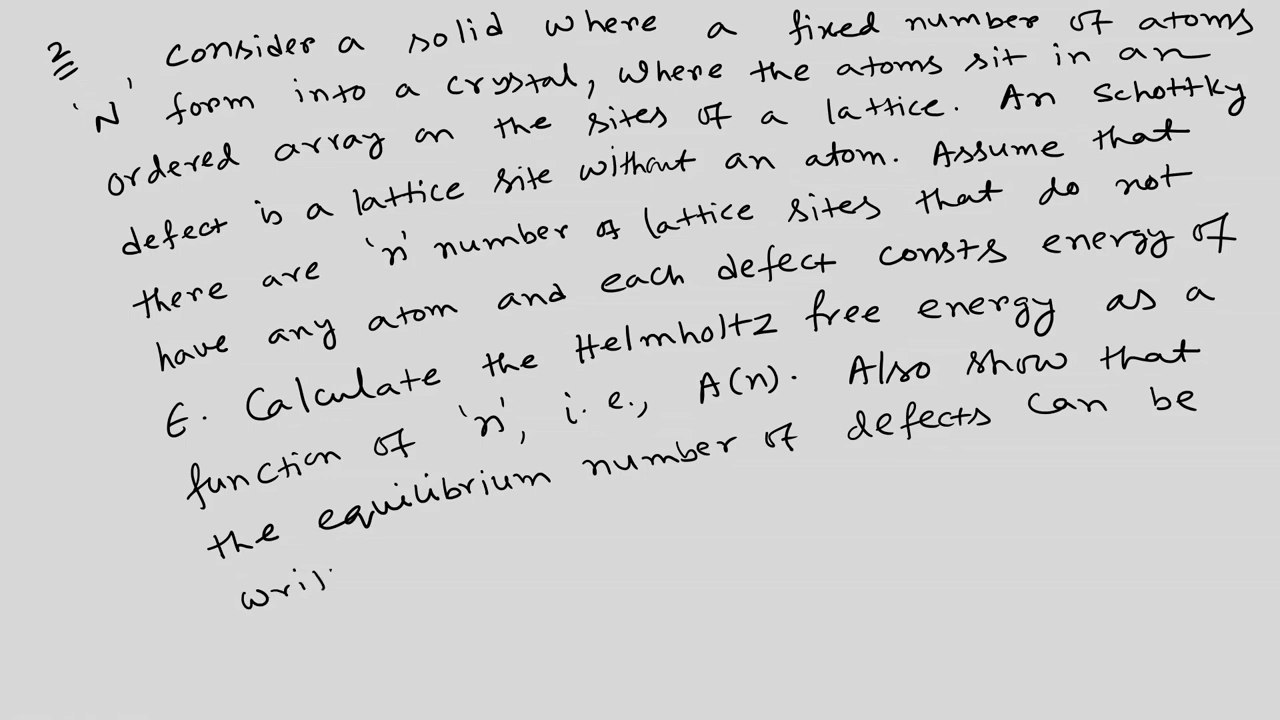 2 Consider a solid where a fixed number of atoms
'N' form into a crystal, where the atoms sit in an
ordered array on the sites of a lattice. An Schottky
defect is a lattice site without an atom. Assume that
there are 'n' number of lattice sites that do not
have any atom and each defect consts energy of
ϵ. Calculate the Helmholtz free energy as a
function of 'n', i.e., A(n). Also show that
the equilibrium number of defects can be